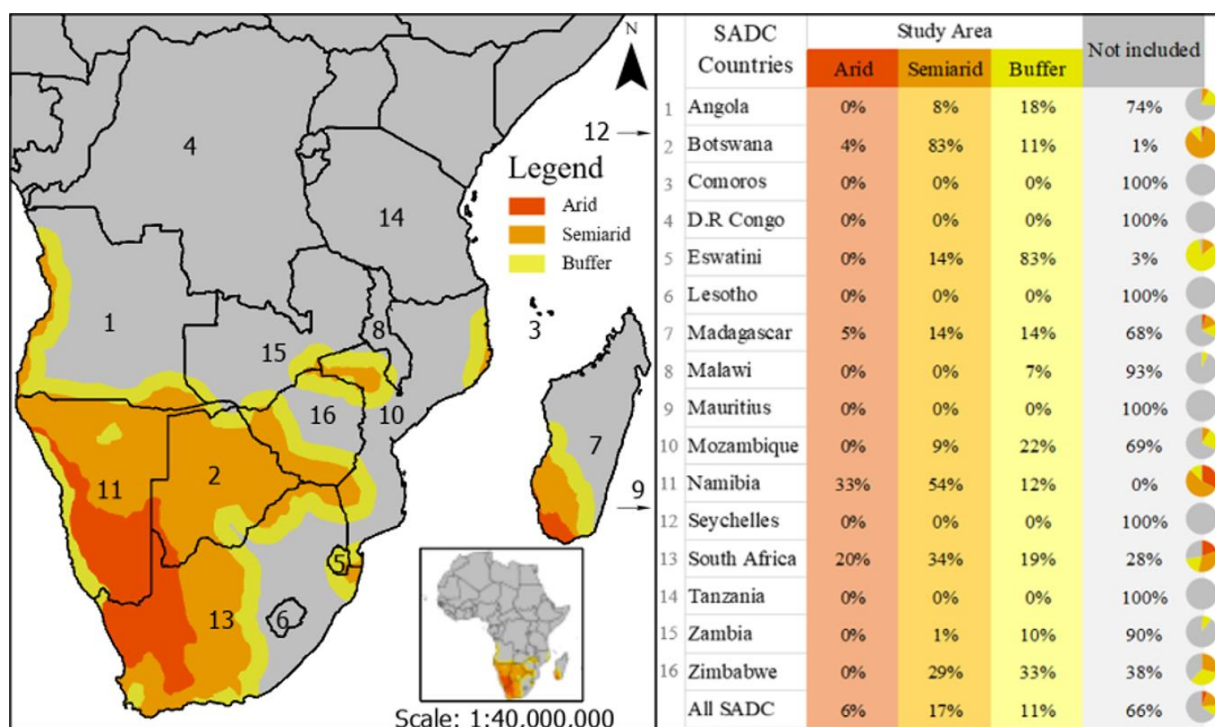 N
4
12
Legend
Arid
Semiarid
Buffer
14
1
3
8
15
16
10
7
2
11
9
5
13
6
Scale: 1:40,000,000
SADC Countries Study Area Not included
Arid Semiarid Buffer
1 Angola 0% 8% 18% 74%
2 Botswana 4% 83% 11% 1%
3 Comoros 0% 0% 0% 100%
4 D.R Congo 0% 0% 0% 100%
5 Eswatini 0% 14% 83% 3%
6 Lesotho 0% 0% 0% 100%
7 Madagascar 5% 14% 14% 68%
8 Malawi 0% 0% 7% 93%
9 Mauritius 0% 0% 0% 100%
10 Mozambique 0% 9% 22% 69%
11 Namibia 33% 54% 12% 0%
12 Seychelles 0% 0% 0% 100%
13 South Africa 20% 34% 19% 28%
14 Tanzania 0% 0% 0% 100%
15 Zambia 0% 1% 10% 90%
16 Zimbabwe 0% 29% 33% 38%
All SADC 6% 17% 11% 66%